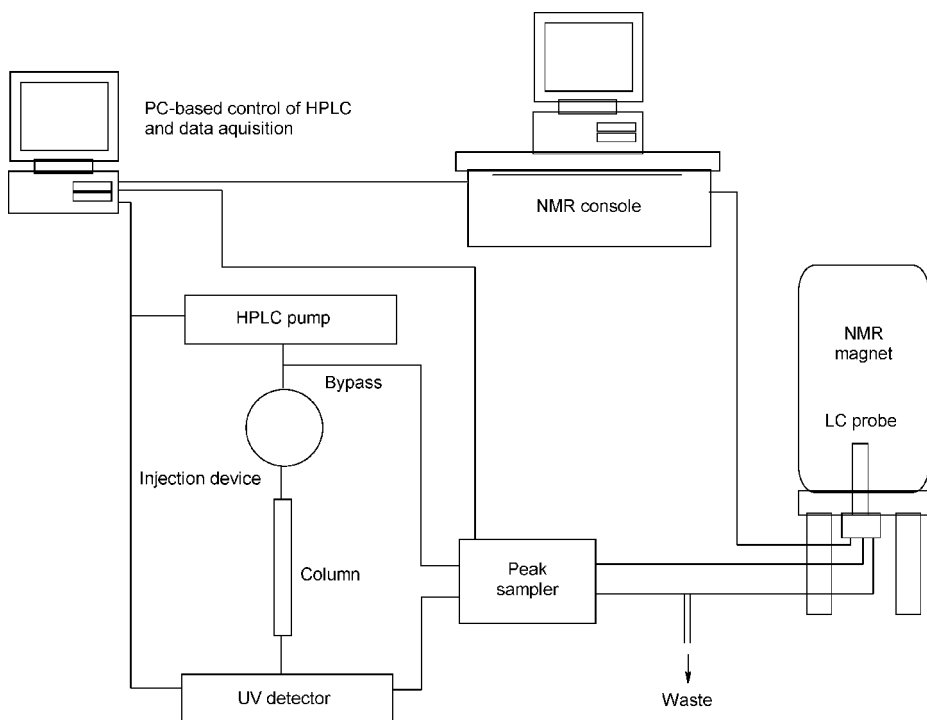 PC-based control of HPLC
and data aquisition
NMR console
HPLC pump
Bypass
NMR
magnet
LC probe
Injection device
Column
Peak
sampler
UV detector
Waste